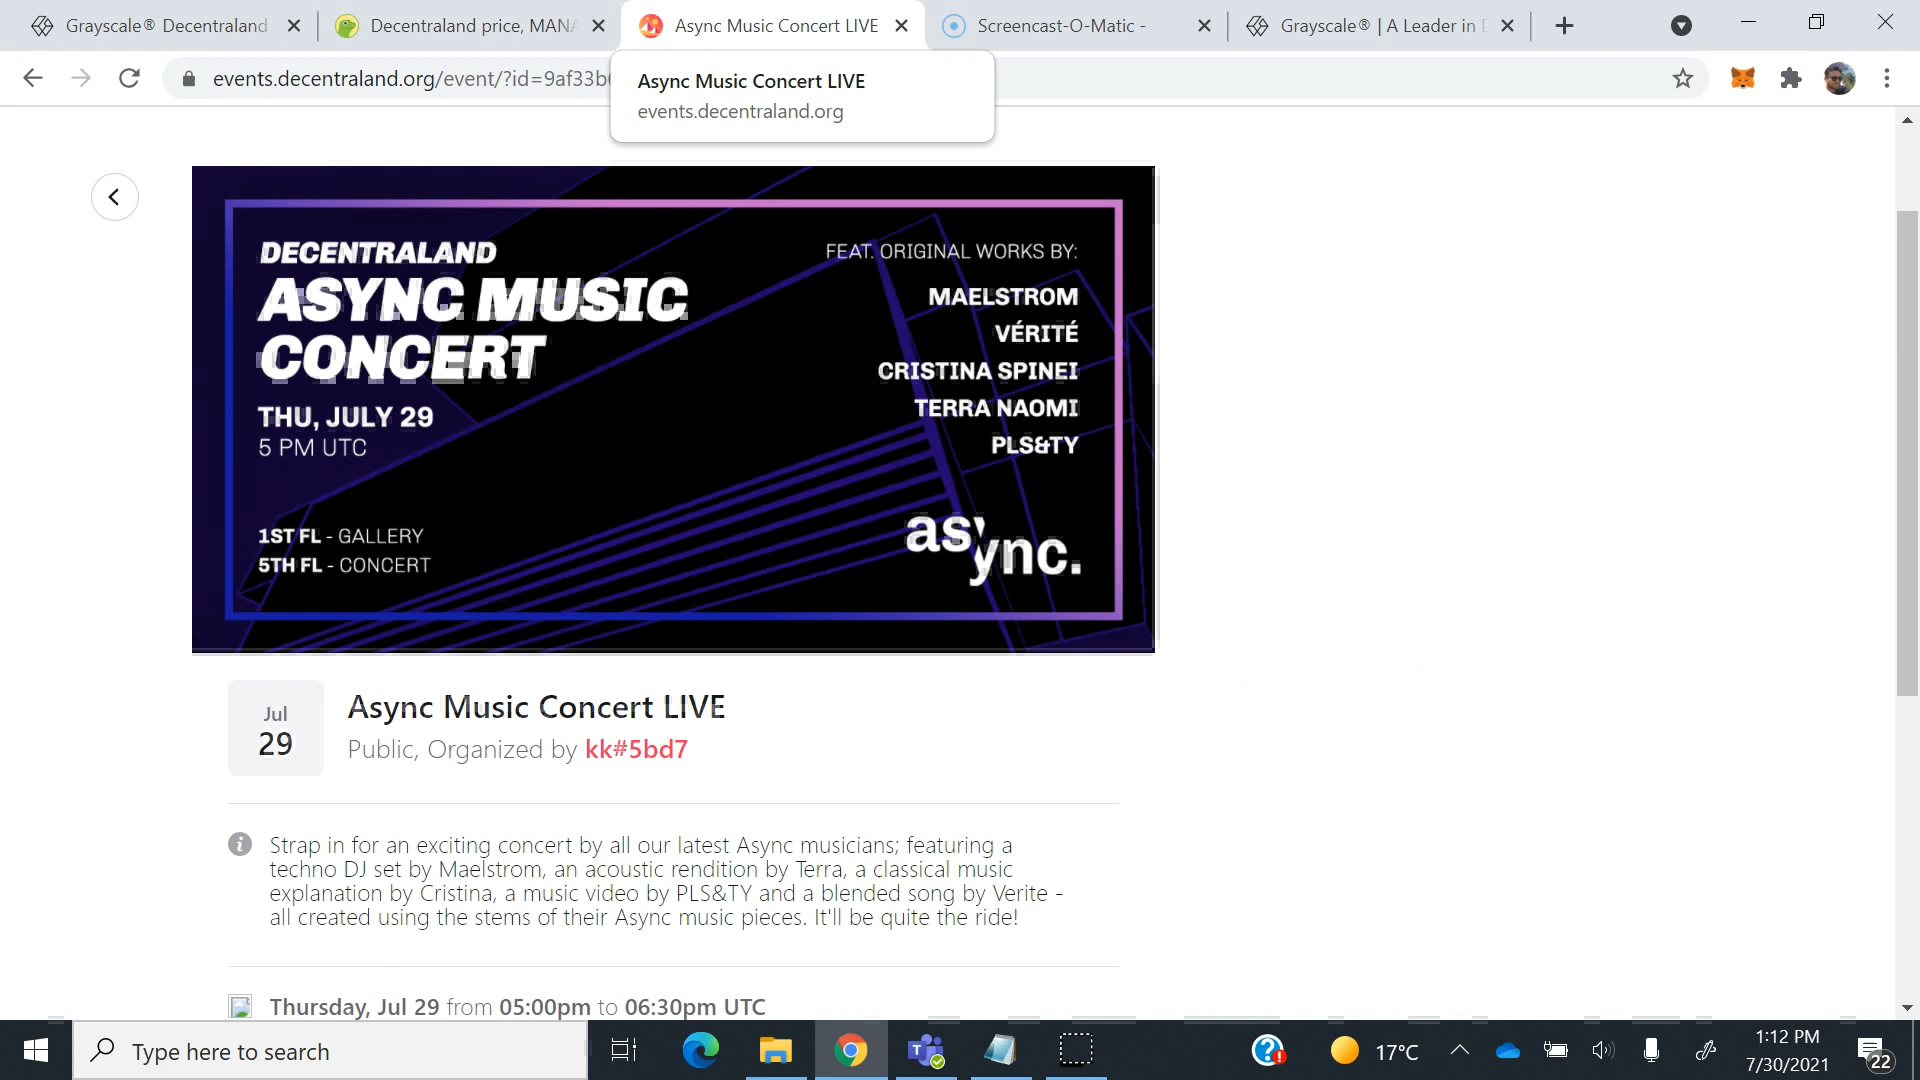 Grayscale® Decentraland
Decentraland price, MANA
Async Music Concert LIVE
Screencast-O-Matic -
Grayscale® | A Leader in D
events.decentraland.org/event/?id=9af33b
Async Music Concert LIVE
events.decentraland.org
DECENTRALAND
ASYNC MUSIC
CONCERT
THU, JULY 29
5 PM UTC
1ST FL - GALLERY
5TH FL - CONCERT
FEAT. ORIGINAL WORKS BY:
MAELSTROM
VÉRITÉ
CRISTINA SPINEI
TERRA NAOMI
PLS&TY
async.
Jul
29
Async Music Concert LIVE
Public, Organized by kk#5bd7
Strap in for an exciting concert by all our latest Async musicians; featuring a
techno DJ set by Maelstrom, an acoustic rendition by Terra, a classical music
explanation by Cristina, a music video by PLS&TY and a blended song by Verite -
all created using the stems of their Async music pieces. It'll be quite the ride!
Thursday, Jul 29 from 05:00pm to 06:30pm UTC
Type here to search
17°C
1:12 PM
7/30/2021
22